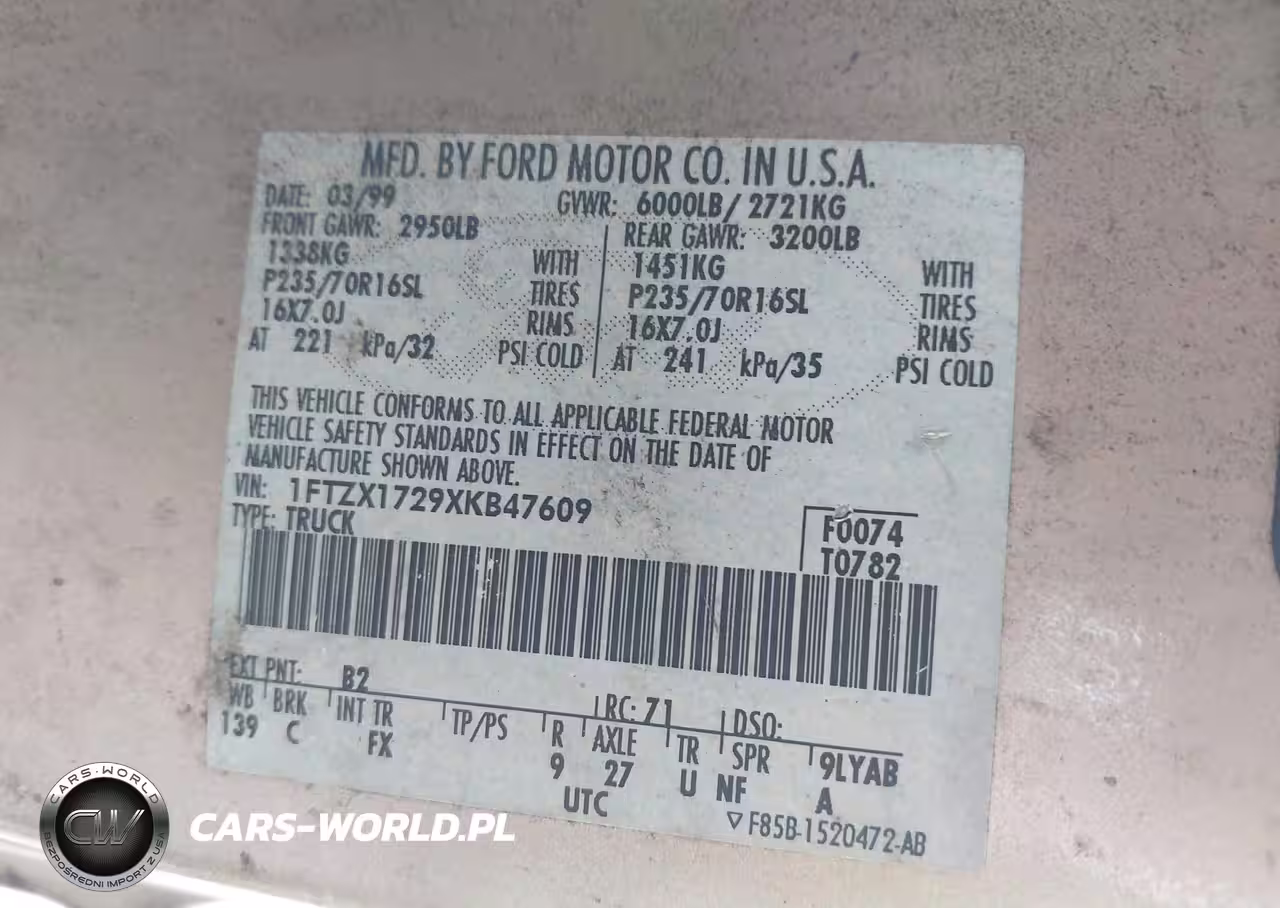 MFD. BY FORD MOTOR CO. IN U.S.A.
DATE: 03/99 GVWR: 6000LB/ 2721KG
FRONT GAWR: 2950LB REAR GAWR: 3200LB
1338KG WITH 1451KG WITH
P235/70R16SL TIRES P235/70R16SL TIRES
16X7.0J RIMS 16X7.0J RIMS
AT 221 kPa/32 PSI COLD AT 241 kPa/35 PSI COLD
THIS VEHICLE CONFORMS TO ALL APPLICABLE FEDERAL MOTOR
VEHICLE SAFETY STANDARDS IN EFFECT ON THE DATE OF
MANUFACTURE SHOWN ABOVE.
VIN: 1FTZX1729XKB47609
TYPE: TRUCK
F0074
T0782
EXT PNT: B2 RC: 71 DSO:
WB BRK INT TR TP/PS R AXLE TR SPR 9LYAB
139 C FX 9 27 U NF A
UTC
▽ F85B-1520472-AB
CARS-WORLD
CW
BEZPOŚREDNI IMPORT Z USA
CARS-WORLD.PL